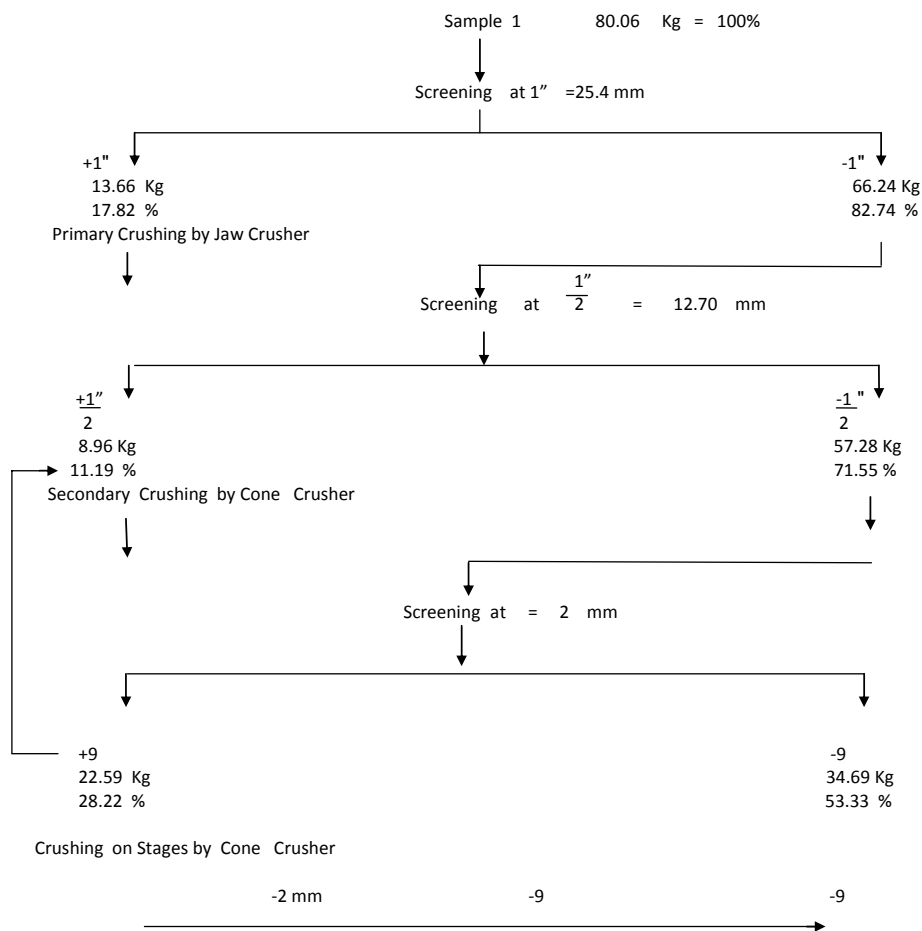 Sample 1 80.06 Kg = 100%
Screening at 1" =25.4 mm
+1" -1"
13.66 Kg 66.24 Kg
17.82 % 82.74 %
Primary Crushing by Jaw Crusher
1"
Screening at 2 = 12.70 mm
+1" -1 "
2 2
8.96 Kg 57.28 Kg
11.19 % 71.55 %
Secondary Crushing by Cone Crusher
Screening at = 2 mm
+9 -9
22.59 Kg 34.69 Kg
28.22 % 53.33 %
Crushing on Stages by Cone Crusher
-2 mm -9 -9